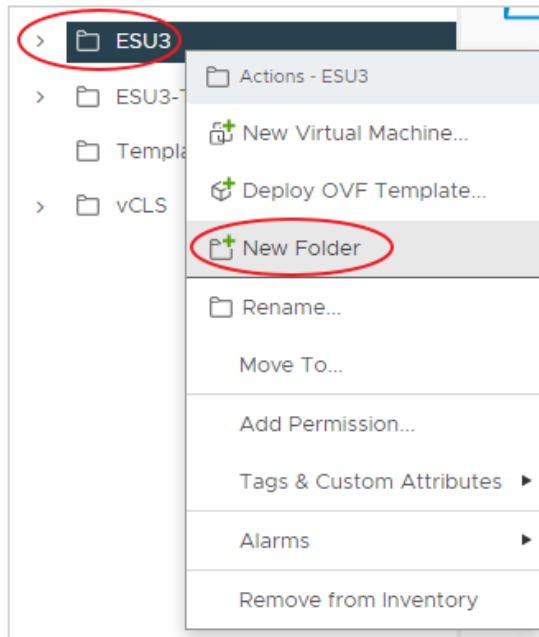 ESU3
Actions - ESU3
ESU3-
New Virtual Machine...
Templa
Deploy OVF Template...
vCLS
New Folder
Rename...
Move To...
Add Permission...
Tags & Custom Attributes
Alarms
Remove from Inventory